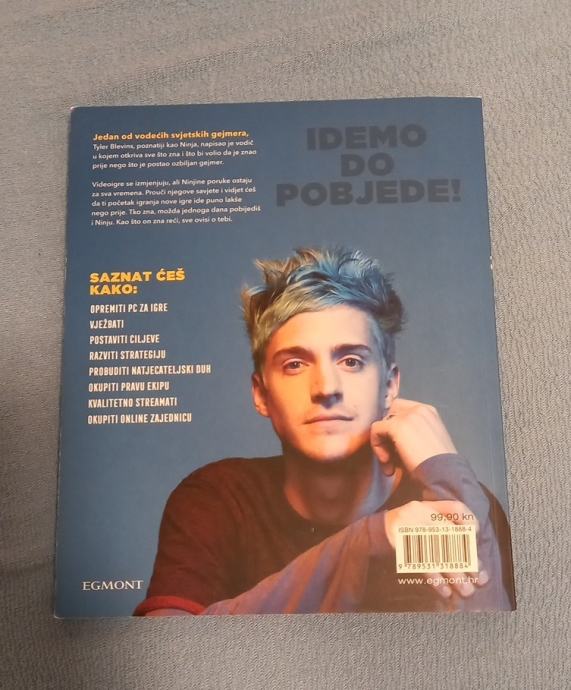 Jedan od vodećih svjetskih gejmera,
Tyler Blevins, poznatiji kao Ninja, napisao je vodič
u kojem otkriva sve što zna i što bi volio da je znao
prije nego što je postao ozbiljan gejmer.
Videoigre se izmjenjuju, ali Ninjine poruke ostaju
za sva vremena. Prouči njegove savjete i vidjet ćeš
da ti početak igranja nove igre ide puno lakše
nego prije. Tko zna, možda jednoga dana pobijediš
i Ninju. Kao što on zna reći, sve ovisi o tebi.
IDEMO
DO
POBJEDE!
SAZNAT ĆEŠ
KAKO:
OPREMITI PC ZA IGRE
VJEŽBATI
POSTAVITI CILJEVE
RAZVITI STRATEGIJU
PROBUDITI NATJECATELJSKI DUH
OKUPITI PRAVU EKIPU
KVALITETNO STREAMATI
OKUPITI ONLINE ZAJEDNICU
99,90 kn
ISBN 978-953-13-1888-4
9 789531 318884
EGMONT
www.egmont.hr